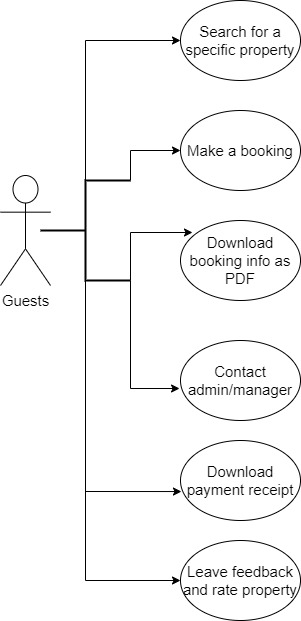 Search for a
specific property
Make a booking
Download
booking info as
PDF
Guests
Contact
admin/manager
Download
payment receipt
Leave feedback
and rate property